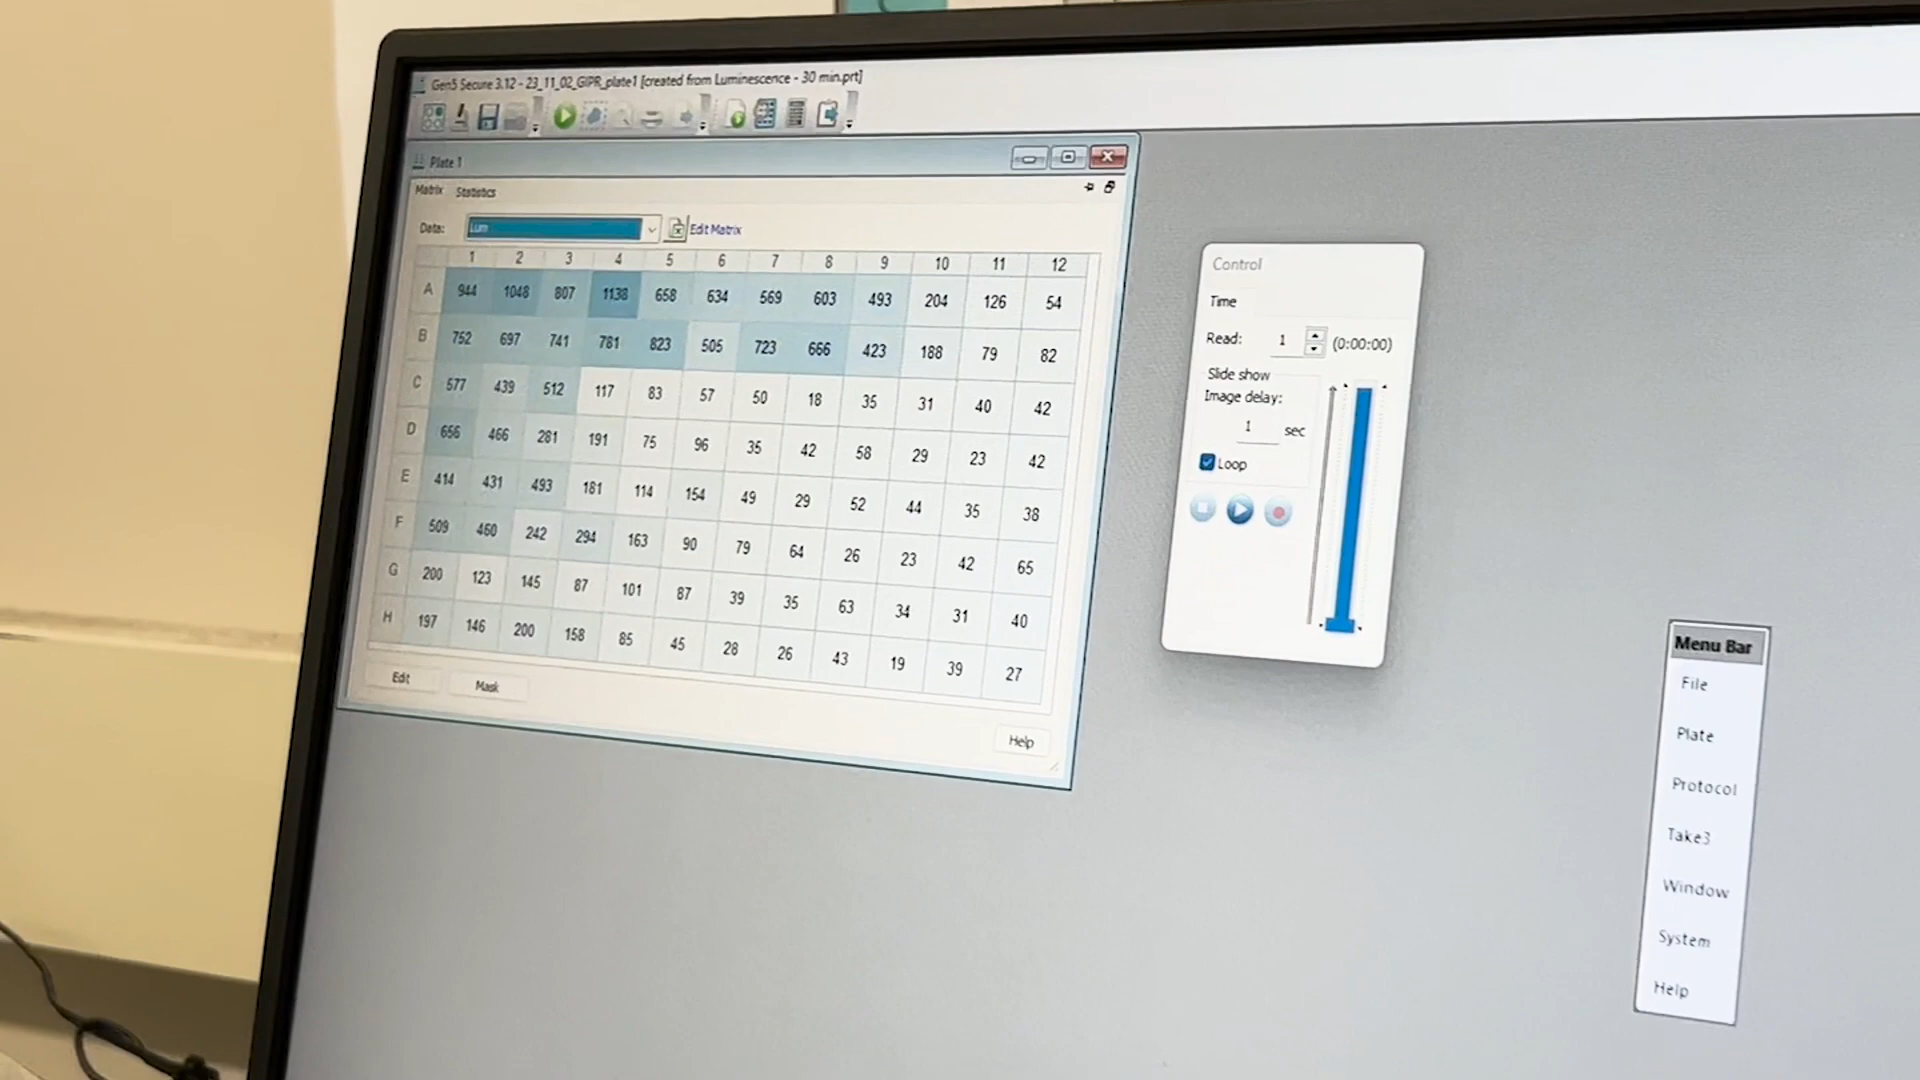 Gen5 Secure 3.12 - 23_11_02_GIPR_plate1 [created from Luminescence - 30 min.prt]
Plate 1
Matrix Statistics
Data: Lum Edit Matrix
1 2 3 4 5 6 7 8 9 10 11 12
A 944 1048 807 1138 658 634 569 603 493 204 126 54
B 752 697 741 781 823 505 723 666 423 188 79 82
C 577 439 512 117 83 57 50 18 35 31 40 42
D 656 466 281 191 75 96 35 42 58 29 23 42
E 414 431 493 181 114 154 49 29 52 44 35 38
F 509 460 242 294 163 90 79 64 26 23 42 65
G 200 123 145 87 101 87 39 35 63 34 31 40
H 197 146 200 158 85 45 28 26 43 19 39 27
Edit Mask
Help
Control
Time
Read: 1 (0:00:00)
Slide show
Image delay:
1 sec
Loop
Menu Bar
File
Plate
Protocol
Take3
Window
System
Help